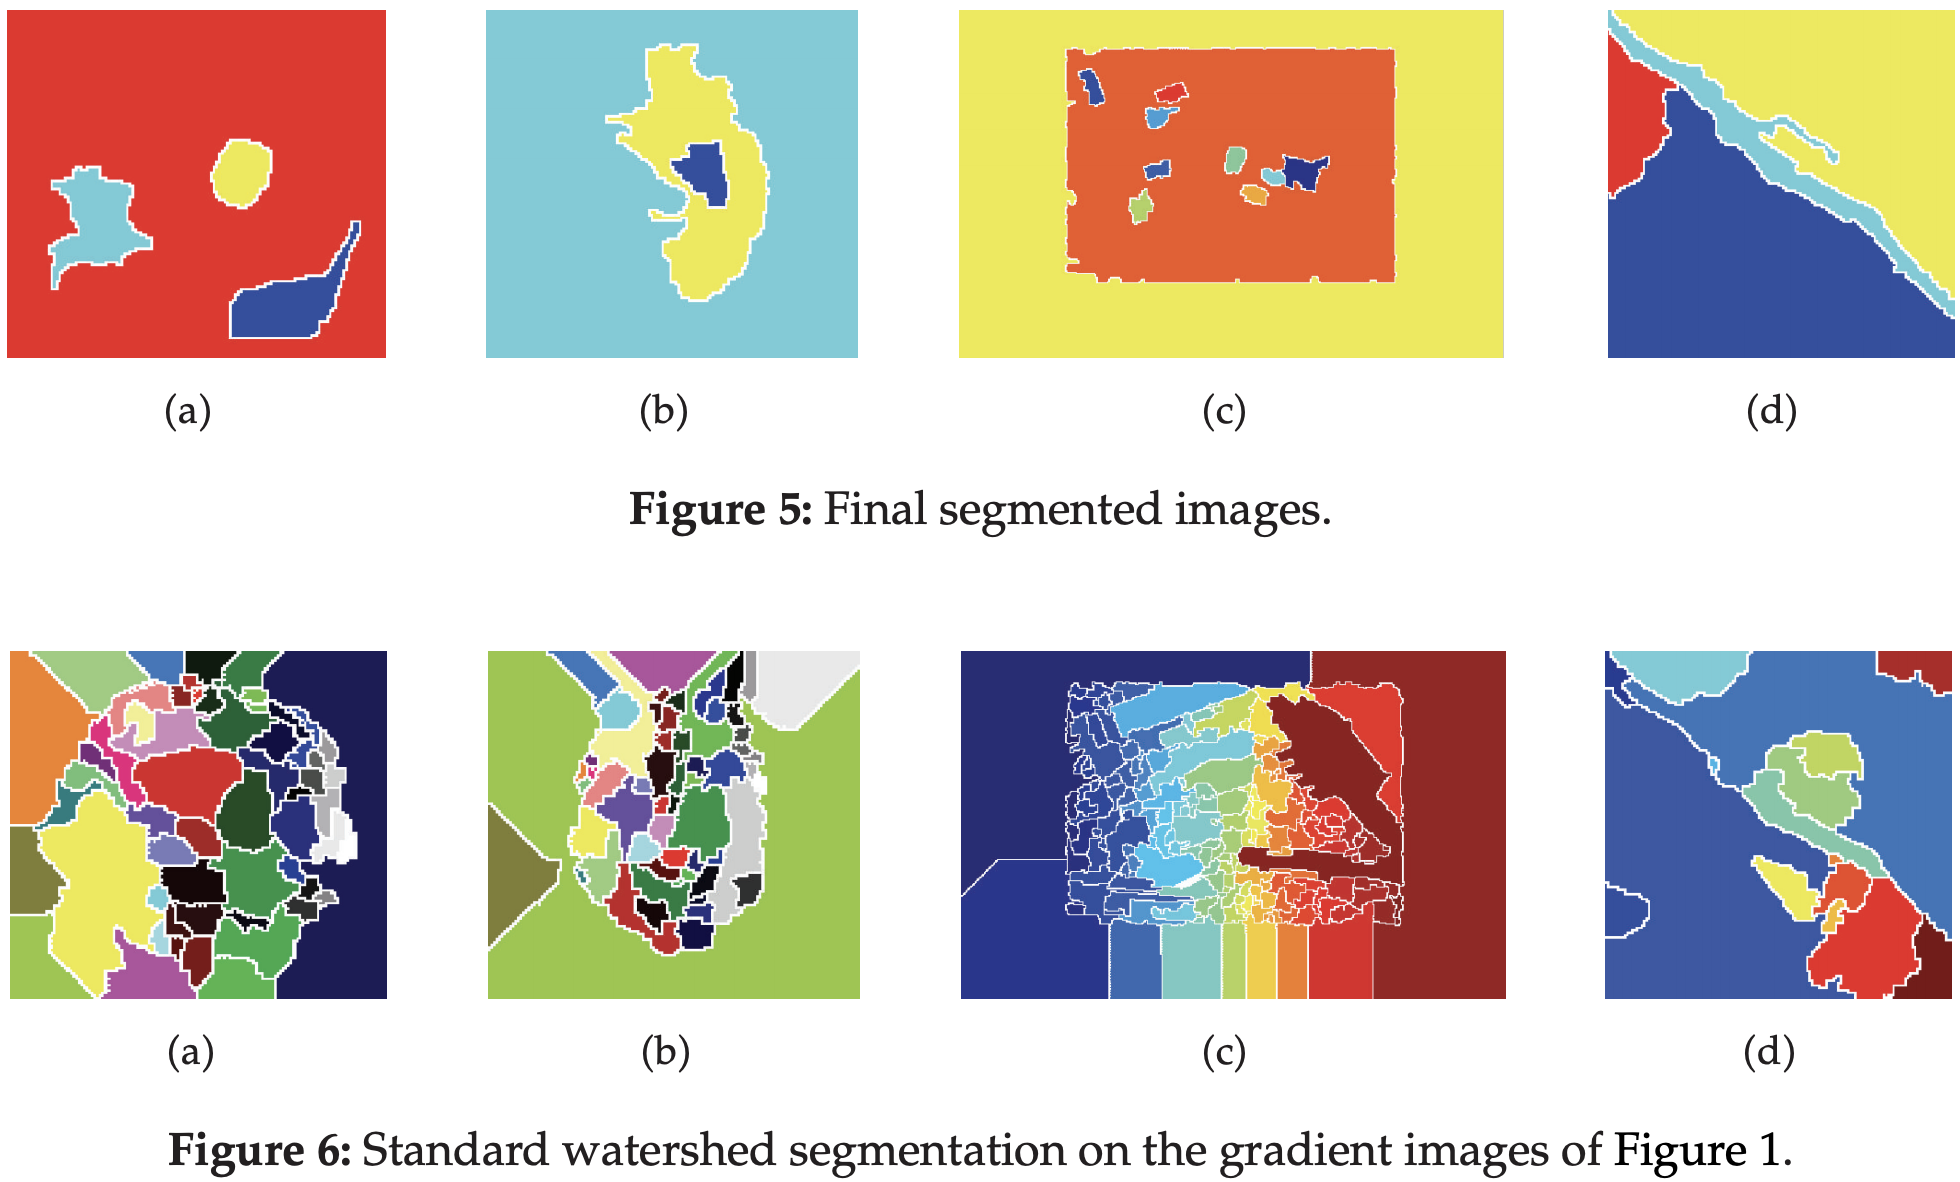 (a) (b) (c) (d)
Figure 5: Final segmented images.
(a) (b) (c) (d)
Figure 6: Standard watershed segmentation on the gradient images of Figure 1.